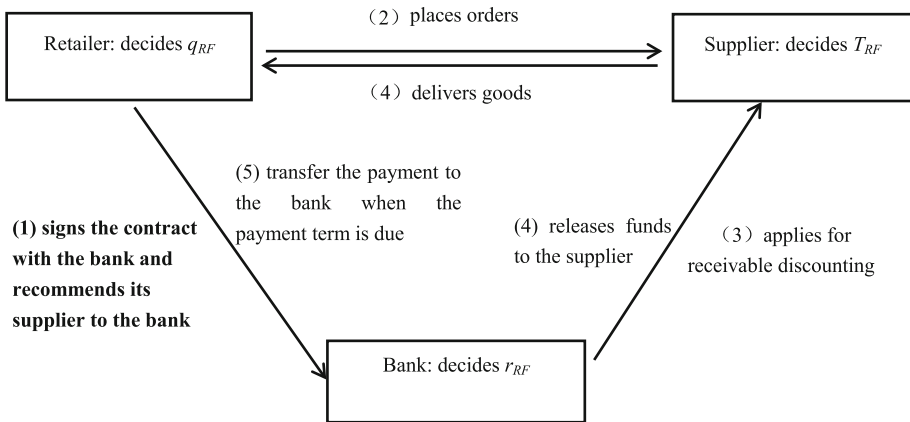 (2) places orders
Retailer: decides qRF
Supplier: decides TRF
(4) delivers goods
(5) transfer the payment to
the bank when the
payment term is due
(1) signs the contract
with the bank and
recommends its
supplier to the bank
(4) releases funds
to the supplier
(3) applies for
receivable discounting
Bank: decides rRF